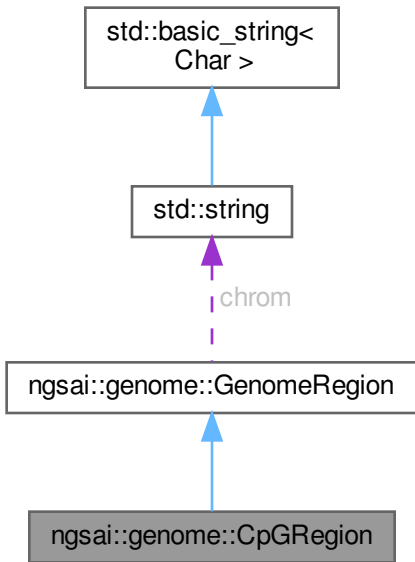 std::basic_string<
Char >
std::string
chrom
ngsai::genome::GenomeRegion
ngsai::genome::CpGRegion